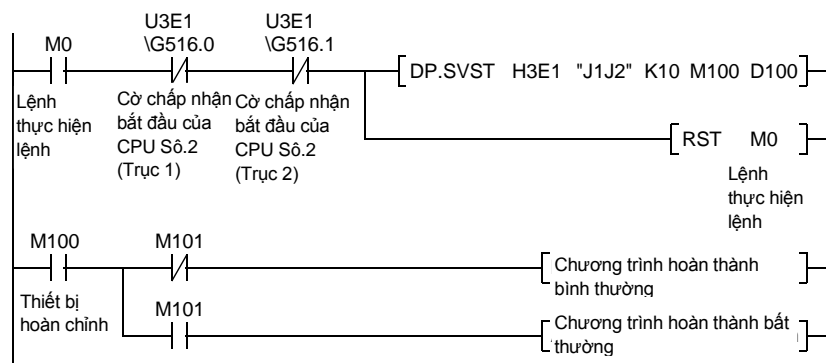 U3E1 U3E1
M0 \G516.0 \G516.1
DP.SVST H3E1 "J1J2" K10 M100 D100
Lệnh
thực hiện
lệnh
Cờ chấp nhận
bắt đầu của
CPU Số.2
(Trục 1)
Cờ chấp nhận
bắt đầu của
CPU Số.2
(Trục 2)
RST M0
Lệnh
thực hiện
lệnh
M100 M101
Chương trình hoàn thành
bình thường
Thiết bị
hoàn chỉnh
M101
Chương trình hoàn thành bất
thường